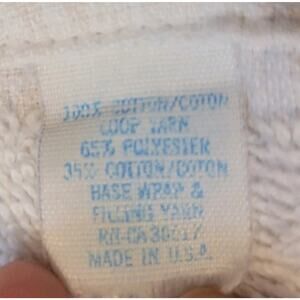 100% COTTON/COTON
LOOP YARN
65% POLYESTER
35% COTTON/COTON
BASE WRAP &
FILLING YARN
MADE IN U.S.A.